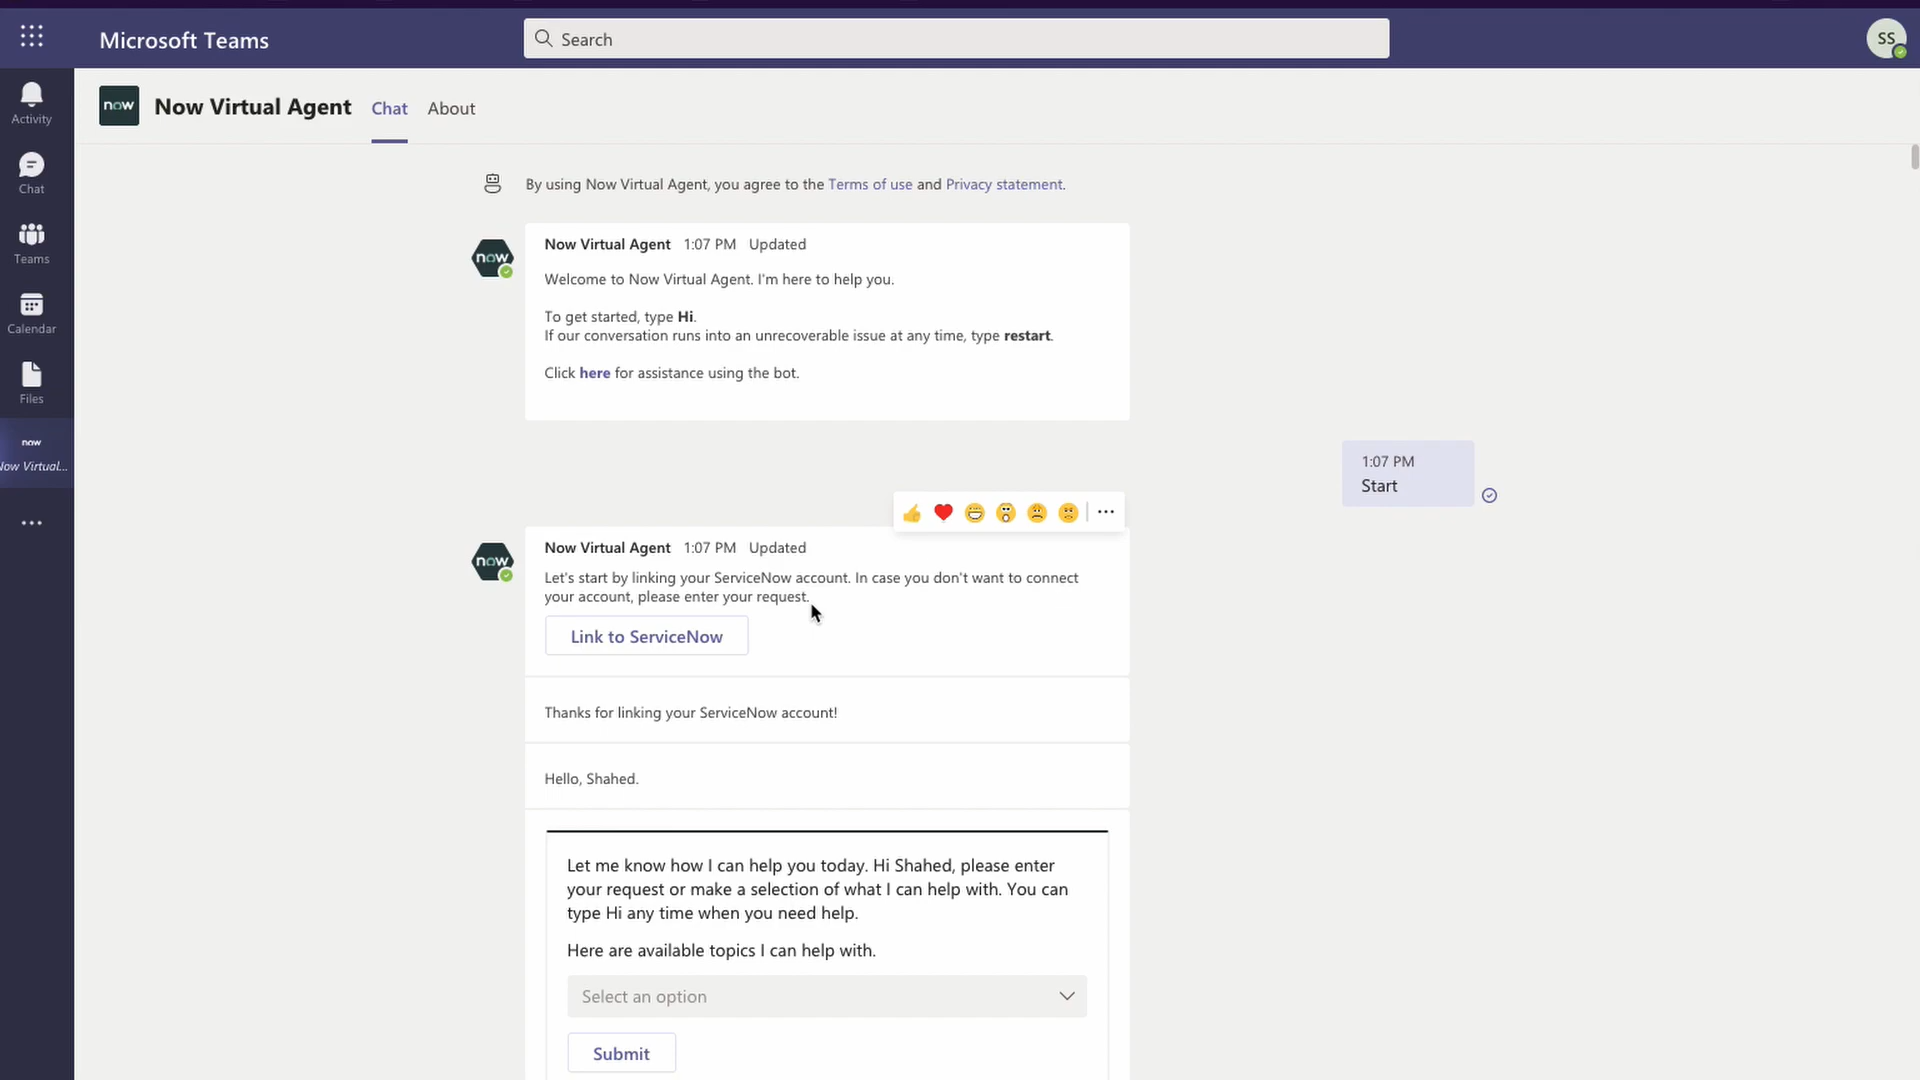 Microsoft Teams
Search
SS
Activity
Chat
Teams
Calendar
Files
now
Now Virtual...
now
Now Virtual Agent
Chat
About
By using Now Virtual Agent, you agree to the Terms of use and Privacy statement.
now
Now Virtual Agent 1:07 PM Updated
Welcome to Now Virtual Agent. I'm here to help you.
To get started, type Hi.
If our conversation runs into an unrecoverable issue at any time, type restart.
Click here for assistance using the bot.
1:07 PM
Start
now
Now Virtual Agent 1:07 PM Updated
Let's start by linking your ServiceNow account. In case you don't want to connect
your account, please enter your request.
Link to ServiceNow
Thanks for linking your ServiceNow account!
Hello, Shahed.
Let me know how I can help you today. Hi Shahed, please enter
your request or make a selection of what I can help with. You can
type Hi any time when you need help.
Here are available topics I can help with.
Select an option
Submit